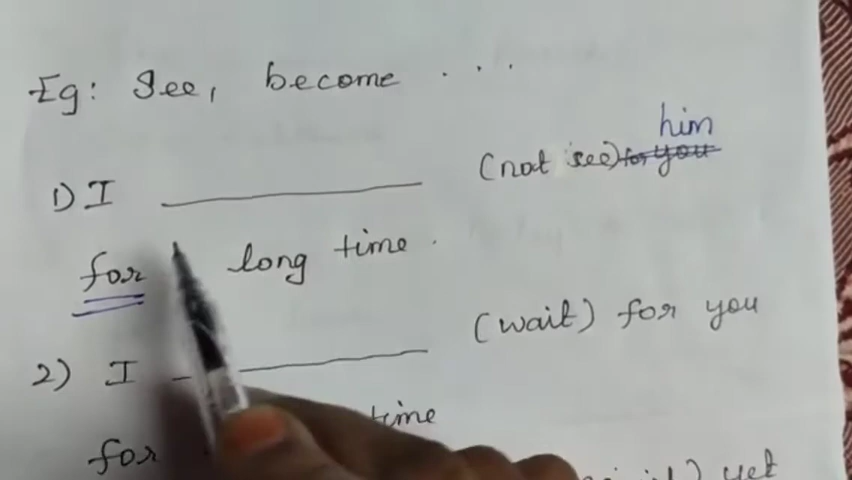 Eg: See, become ...
him
1) I ____________ (not see) for you
for long time.
2) I ____________ (wait) for you
for time
yet